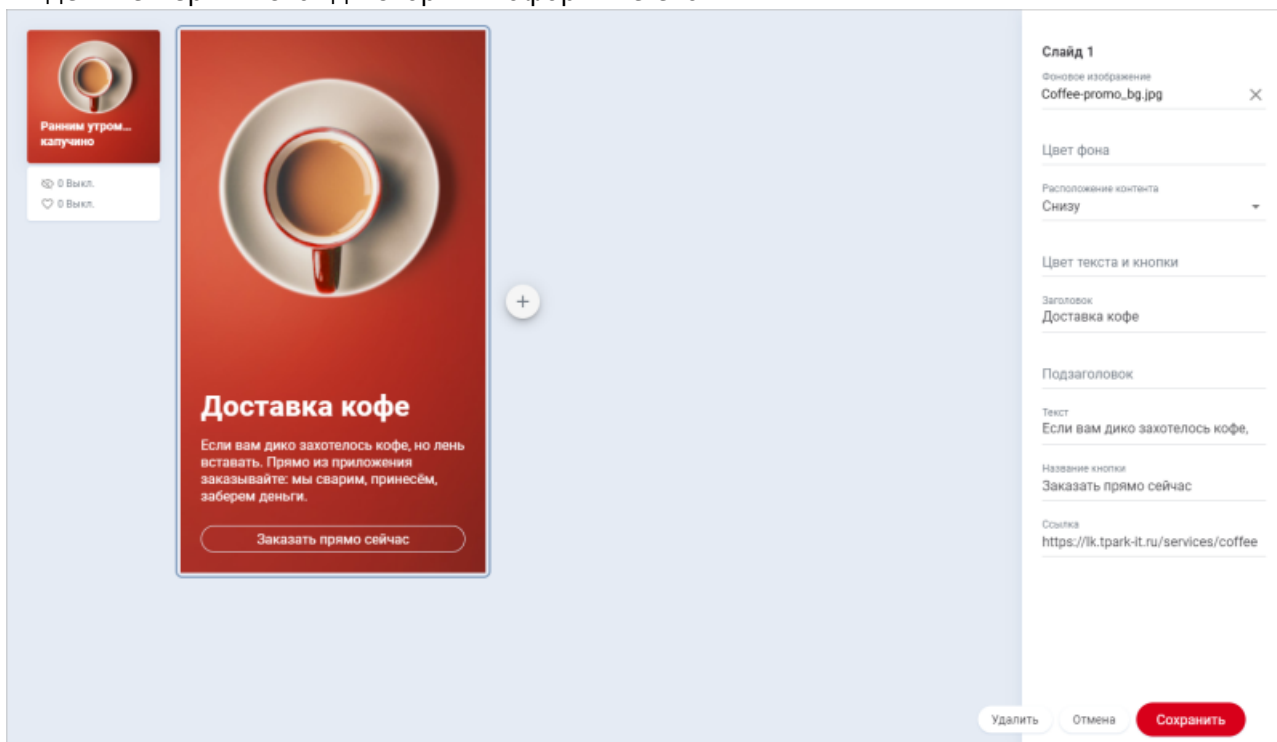 Ранним утром...
капучино
0 Выкл.
0 Выкл.
Доставка кофе
Если вам дико захотелось кофе, но лень
вставать. Прямо из приложения
заказывайте: мы сварим, принесём,
заберем деньги.
Заказать прямо сейчас
Слайд 1
Фоновое изображение
Coffee-promo_bg.jpg
Цвет фона
Расположение контента
Снизу
Цвет текста и кнопки
Заголовок
Доставка кофе
Подзаголовок
Текст
Если вам дико захотелось кофе,
Название кнопки
Заказать прямо сейчас
Ссылка
https://lk.tpark-it.ru/services/coffee
Удалить
Отмена
Сохранить